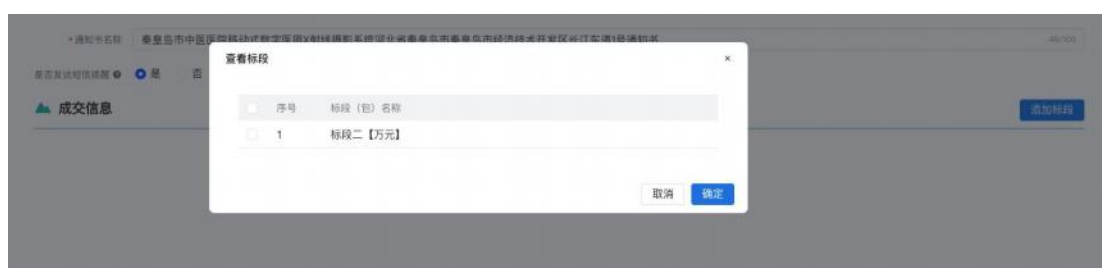 *通知书名称 秦皇岛市中医医院移动式数字医用X射线摄影系统河北省秦皇岛市秦皇岛市经济技术开发区长江东道1号通知书 48/100
是否发送短信提醒 是 否
成交信息 添加标段
查看标段 ×
序号 标段（包）名称
1 标段二【万元】
取消 确定